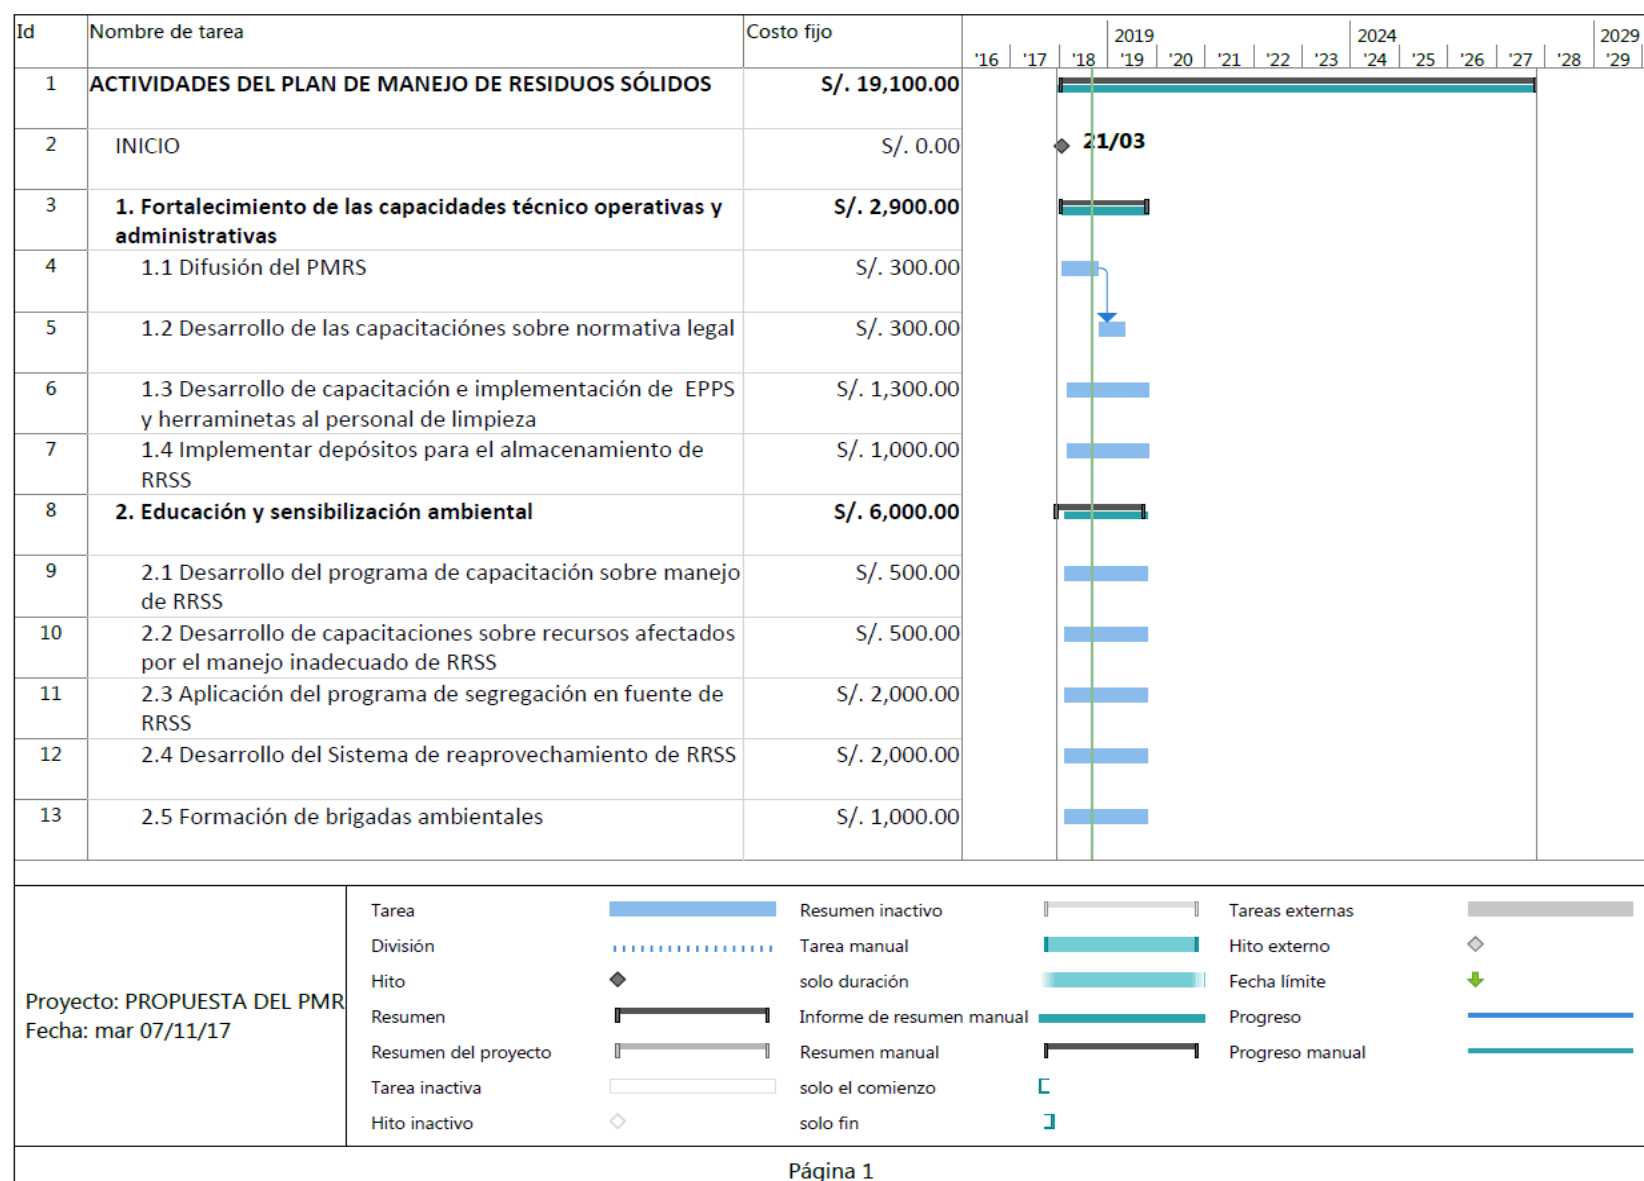 Id Nombre de tarea Costo fijo
2019 2024 2029
'16 '17 '18 '19 '20 '21 '22 '23 '24 '25 '26 '27 '28 '29
1 ACTIVIDADES DEL PLAN DE MANEJO DE RESIDUOS SÓLIDOS S/. 19,100.00
2 INICIO S/. 0.00 21/03
3 1. Fortalecimiento de las capacidades técnico operativas y S/. 2,900.00
administrativas
4 1.1 Difusión del PMRS S/. 300.00
5 1.2 Desarrollo de las capacitaciónes sobre normativa legal S/. 300.00
6 1.3 Desarrollo de capacitación e implementación de EPPS S/. 1,300.00
y herraminetas al personal de limpieza
7 1.4 Implementar depósitos para el almacenamiento de S/. 1,000.00
RRSS
8 2. Educación y sensibilización ambiental S/. 6,000.00
9 2.1 Desarrollo del programa de capacitación sobre manejo S/. 500.00
de RRSS
10 2.2 Desarrollo de capacitaciones sobre recursos afectados S/. 500.00
por el manejo inadecuado de RRSS
11 2.3 Aplicación del programa de segregación en fuente de S/. 2,000.00
RRSS
12 2.4 Desarrollo del Sistema de reaprovechamiento de RRSS S/. 2,000.00
13 2.5 Formación de brigadas ambientales S/. 1,000.00
Proyecto: PROPUESTA DEL PMR
Fecha: mar 07/11/17
Tarea Resumen inactivo Tareas externas
División Tarea manual Hito externo
Hito solo duración Fecha límite
Resumen Informe de resumen manual Progreso
Resumen del proyecto Resumen manual Progreso manual
Tarea inactiva solo el comienzo
Hito inactivo solo fin
Página 1